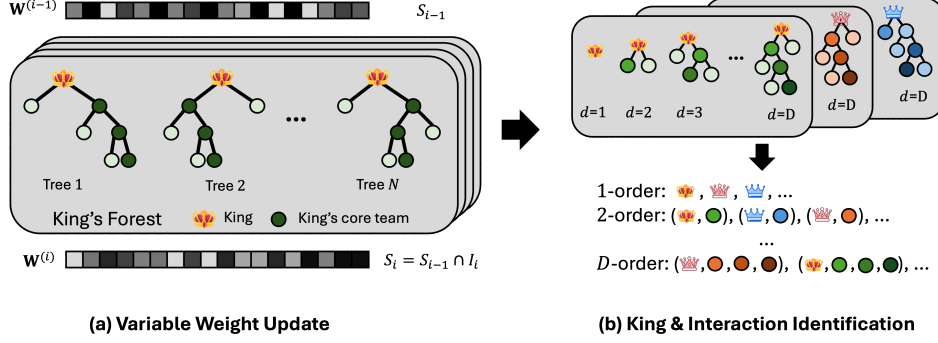 W^(i−1) S_{i−1}
Tree 1 Tree 2 ... Tree N
King's Forest King King's core team
W^(i) S_i = S_{i−1} ∩ I_i
(a) Variable Weight Update
d=1 d=2 d=3 ... d=D d=D d=D
1-order: , , , ...
2-order: ( , ), ( , ), ( , ), ...
...
D-order: ( , , , ), ( , , , ), ...
(b) King & Interaction Identification